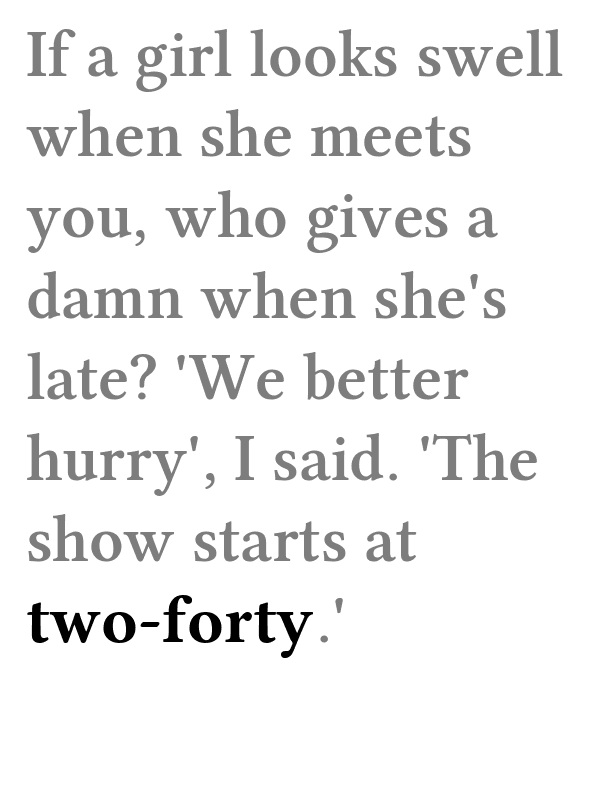 If a girl looks swell
when she meets
you, who gives a
damn when she's
late? 'We better
hurry', I said. 'The
show starts at
two-forty.'